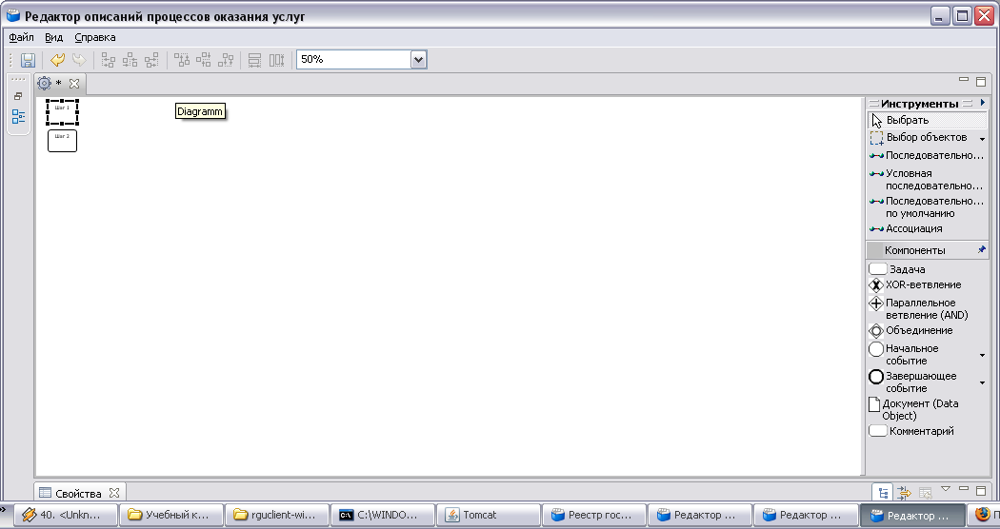 Редактор описаний процессов оказания услуг
Файл Вид Справка
50%
*
Шаг 1
Diagramm
Шаг 2
Инструменты
Выбрать
Выбор объектов
Последовательно...
Условная
последовательно...
Последовательно...
по умолчанию
Ассоциация
Компоненты
Задача
XOR-ветвление
Параллельное
ветвление (AND)
Объединение
Начальное
событие
Завершающее
событие
Документ (Data
Object)
Комментарий
Свойства
» 40. <Unkn... Учебный к... rguclient-wi... C:\WINDO... Tomcat Реестр гос... Редактор ... Редактор ... Редактор ... П